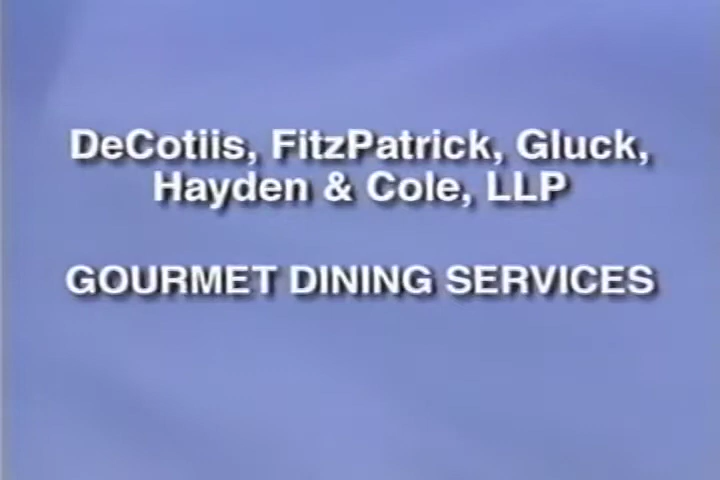 DeCotiis, FitzPatrick, Gluck,
Hayden & Cole, LLP
GOURMET DINING SERVICES